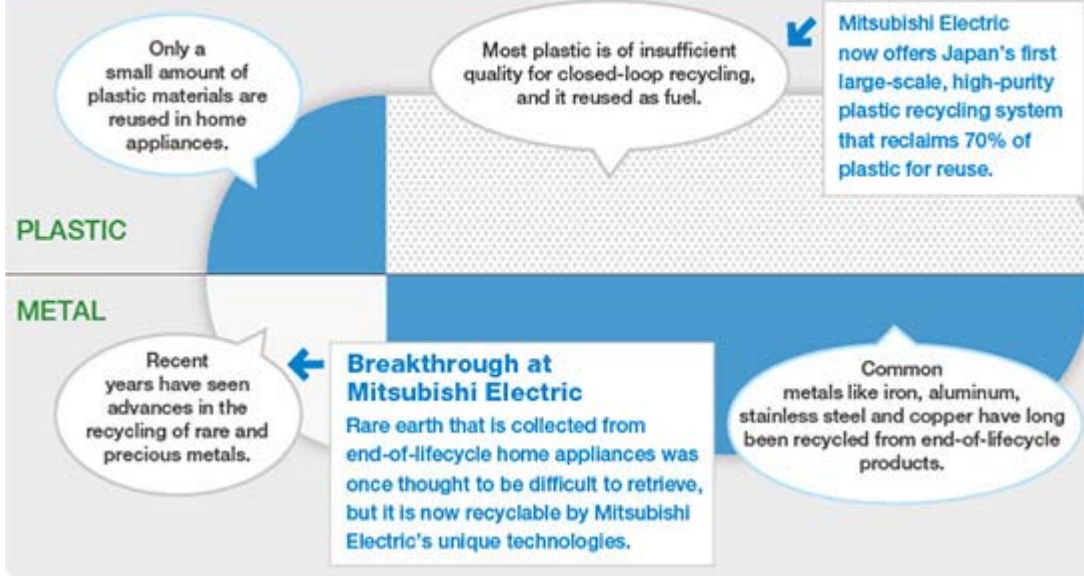 Only a
small amount of
plastic materials are
reused in home
appliances.
Most plastic is of insufficient
quality for closed-loop recycling,
and it reused as fuel.
Mitsubishi Electric
now offers Japan's first
large-scale, high-purity
plastic recycling system
that reclaims 70% of
plastic for reuse.
PLASTIC
METAL
Recent
years have seen
advances in the
recycling of rare and
precious metals.
Breakthrough at
Mitsubishi Electric
Rare earth that is collected from
end-of-lifecycle home appliances was
once thought to be difficult to retrieve,
but it is now recyclable by Mitsubishi
Electric's unique technologies.
Common
metals like iron, aluminum,
stainless steel and copper have long
been recycled from end-of-lifecycle
products.